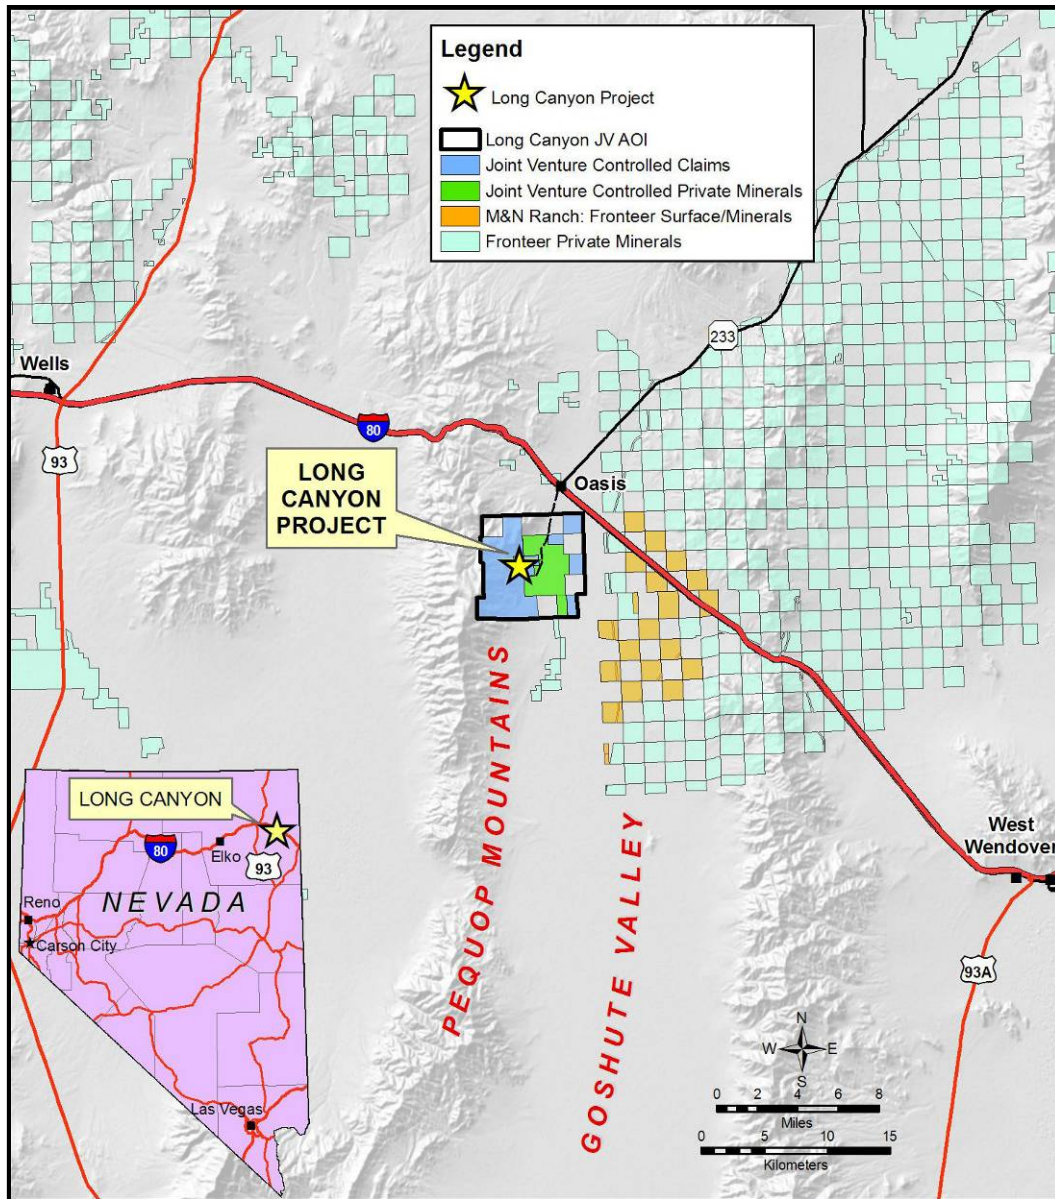 Legend
Long Canyon Project
Long Canyon JV AOI
Joint Venture Controlled Claims
Joint Venture Controlled Private Minerals
M&N Ranch: Fronteer Surface/Minerals
Fronteer Private Minerals
233
Wells
80
93
LONG
CANYON
PROJECT
Oasis
PEQUOP MOUNTAINS
GOSHUTE VALLEY
West
Wendover
93A
LONG CANYON
80
Elko
93
NEVADA
Reno
Carson City
Las Vegas
N
W E
S
0 2 4 6 8
Miles
0 5 10 15
Kilometers